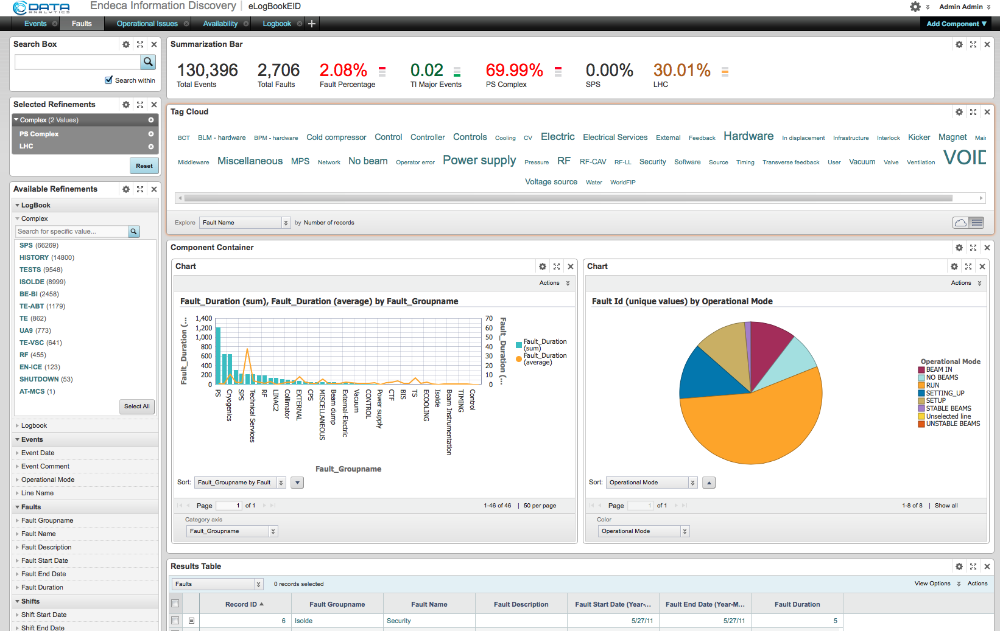 DATA
ANALYTICS
Endeca Information Discovery
eLogBookEID
Admin Admin
Events
Faults
Operational Issues
Availability
Logbook
+
Add Component ▼
Search Box
Search within
Selected Refinements
Complex (2 Values)
PS Complex
LHC
Reset
Available Refinements
LogBook
Complex
Search for specific value...
SPS (66269)
HISTORY (14800)
TESTS (9548)
ISOLDE (8999)
BE-BI (2458)
TE-ABT (1179)
TE (862)
UA9 (773)
TE-VSC (641)
RF (455)
EN-ICE (123)
SHUTDOWN (53)
AT-MCS (1)
Select All
Logbook
Events
Event Date
Event Comment
Operational Mode
Line Name
Faults
Fault Groupname
Fault Name
Fault Description
Fault Start Date
Fault End Date
Fault Duration
Shifts
Shift Start Date
Shift End Date
Summarization Bar
130,396 2,706 2.08% 0.02 69.99% 0.00% 30.01%
Total Events Total Faults Fault Percentage TI Major Events PS Complex SPS LHC
Tag Cloud
BCT BLM - hardware BPM - hardware Cold compressor Control Controller Controls Cooling CV Electric Electrical Services External Feedback Hardware In displacement Infrastructure Interlock Kicker Magnet Mai
Middleware Miscellaneous MPS Network No beam Operator error Power supply Pressure RF RF-CAV RF-LL Security Software Source Timing Transverse feedback User Vacuum Valve Ventilation VOID
Voltage source Water WorldFIP
Explore Fault Name by Number of records
Component Container
Chart
Actions
Fault_Duration (sum), Fault_Duration (average) by Fault_Groupname
Fault_Duration (...
1,400
1,200
1,000
800
600
400
200
0
70
60
50
40
30
20
10
0
Fault_Duration (...
Fault_Duration
(sum)
Fault_Duration
(average)
PS
Cryogenics
SPS
Technical Services
RF
LINAC2
Collimator
EXTERNAL
CPS
MISCELLANEOUS
Beam dump
External-Electric
Vacuum
CONTROL
Power supply
CTF
BIS
TS
ECOOLING
Isolde
Beam Instrumentation
TIMING
Control
Fault_Groupname
Sort: Fault_Groupname by Fault
Page 1 of 1
1-46 of 46 | 50 per page
Category axis
Fault_Groupname
Chart
Actions
Fault Id (unique values) by Operational Mode
Operational Mode
BEAM IN
NO BEAMS
RUN
SETTING_UP
SETUP
STABLE BEAMS
Unselected line
UNSTABLE BEAMS
Sort: Operational Mode
Page 1 of 1
1-8 of 8 | Show all
Color
Operational Mode
Results Table
Faults
0 records selected
View Options
Actions
Record ID Fault Groupname Fault Name Fault Description Fault Start Date (Year-... Fault End Date (Year-M... Fault Duration
6 Isolde Security 5/27/11 5/27/11 5